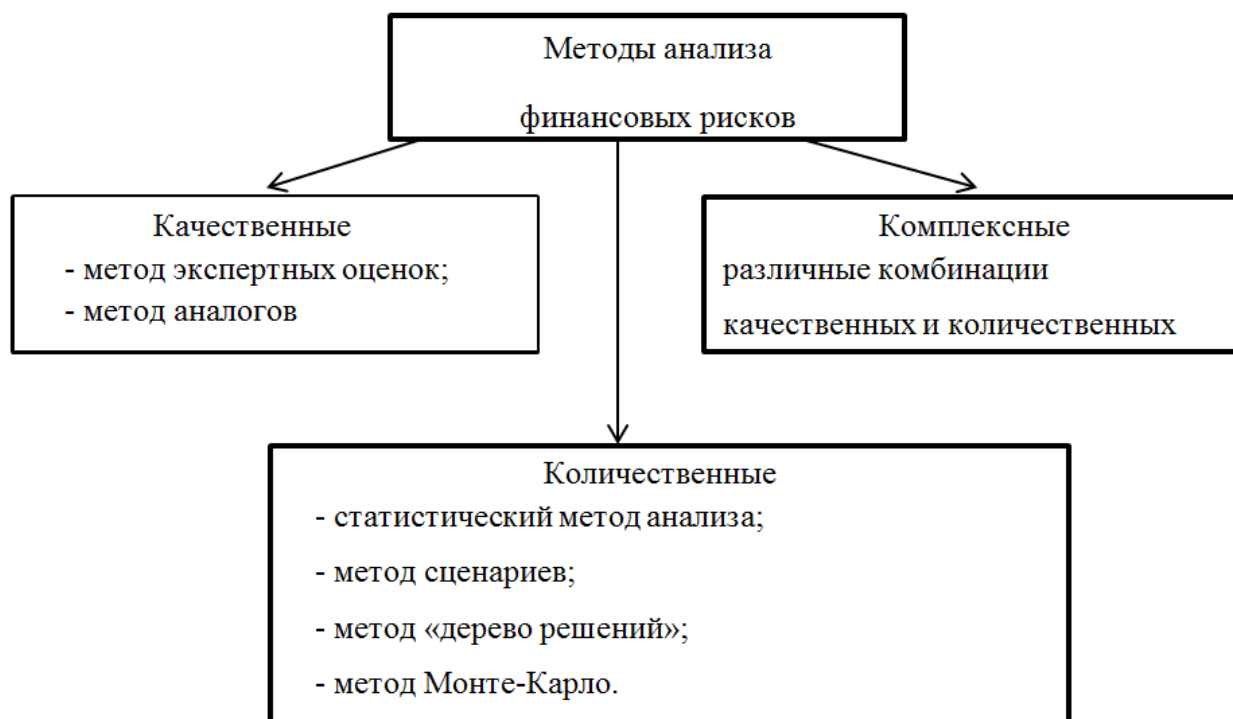 Методы анализа
финансовых рисков
Качественные
- метод экспертных оценок;
- метод аналогов
Комплексные
различные комбинации
качественных и количественных
Количественные
- статистический метод анализа;
- метод сценариев;
- метод «дерево решений»;
- метод Монте-Карло.